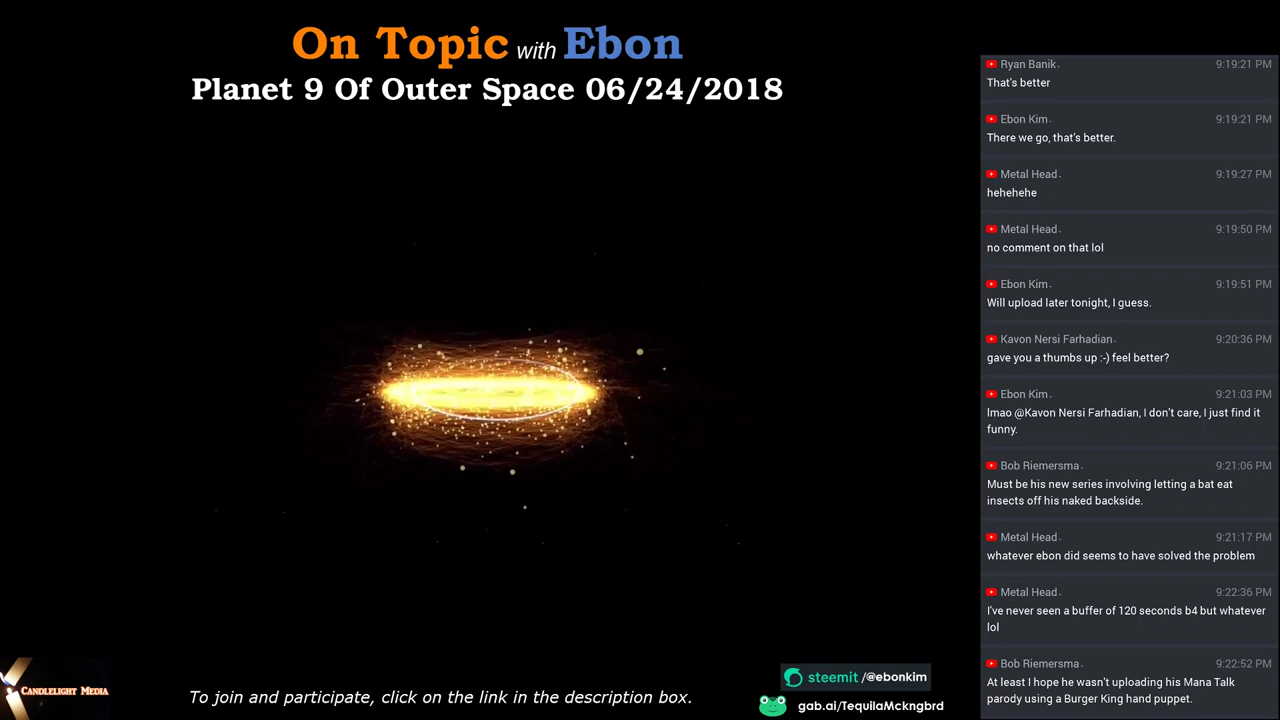 On Topic with Ebon
Planet 9 Of Outer Space 06/24/2018
Ryan Banik 9:19:21 PM
That's better
Ebon Kim 9:19:21 PM
There we go, that's better.
Metal Head 9:19:27 PM
hehehehe
Metal Head 9:19:50 PM
no comment on that lol
Ebon Kim 9:19:51 PM
Will upload later tonight, I guess.
Kavon Nersi Farhadian 9:20:36 PM
gave you a thumbs up :-) feel better?
Ebon Kim 9:21:03 PM
lmao @Kavon Nersi Farhadian, I don't care, I just find it
funny.
Bob Riemersma 9:21:06 PM
Must be his new series involving letting a bat eat
insects off his naked backside.
Metal Head 9:21:17 PM
whatever ebon did seems to have solved the problem
Metal Head 9:22:36 PM
I've never seen a buffer of 120 seconds b4 but whatever
lol
Bob Riemersma 9:22:52 PM
At least I hope he wasn't uploading his Mana Talk
parody using a Burger King hand puppet.
Candlelight Media
To join and participate, click on the link in the description box.
steemit /@ebonkim
gab.ai/TequilaMckngbrd